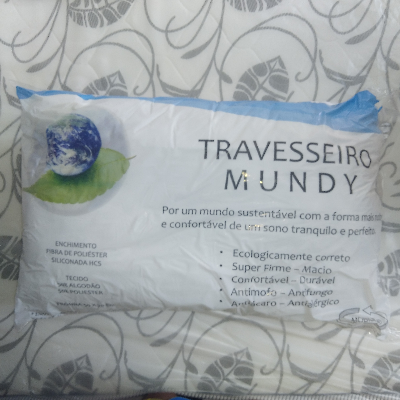 TRAVESSEIRO
MUNDY
Por um mundo sustentável com a forma mais
e confortável de um sono tranquilo e perfeito
• Ecologicamente correto
• Super Firme – Macio
• Confortável – Durável
• Antimofo – Antifungo
• Antiácaro – Antialérgico
ENCHIMENTO
FIBRA DE POLIÉSTER
SILICONADA HCS
TECIDO
50% ALGODÃO
50% POLIÉSTER